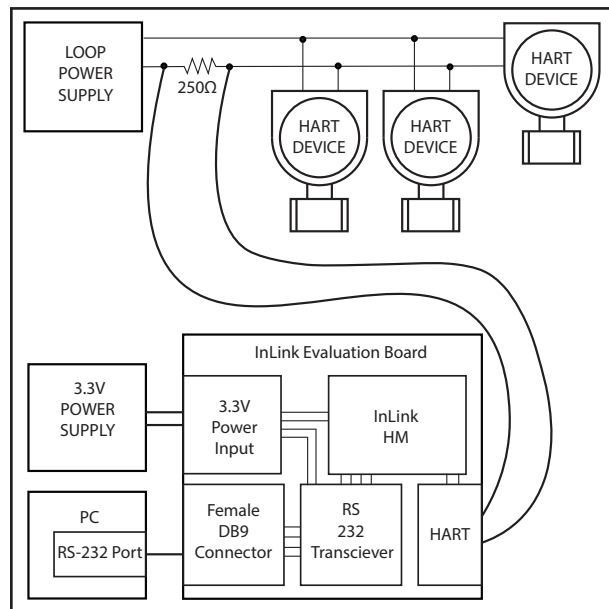 LOOP
POWER
SUPPLY
250Ω
HART
DEVICE
HART
DEVICE
HART
DEVICE
InLink Evaluation Board
3.3V
POWER
SUPPLY
3.3V
Power
Input
InLink
HM
PC
RS-232 Port
Female
DB9
Connector
RS
232
Transciever
HART